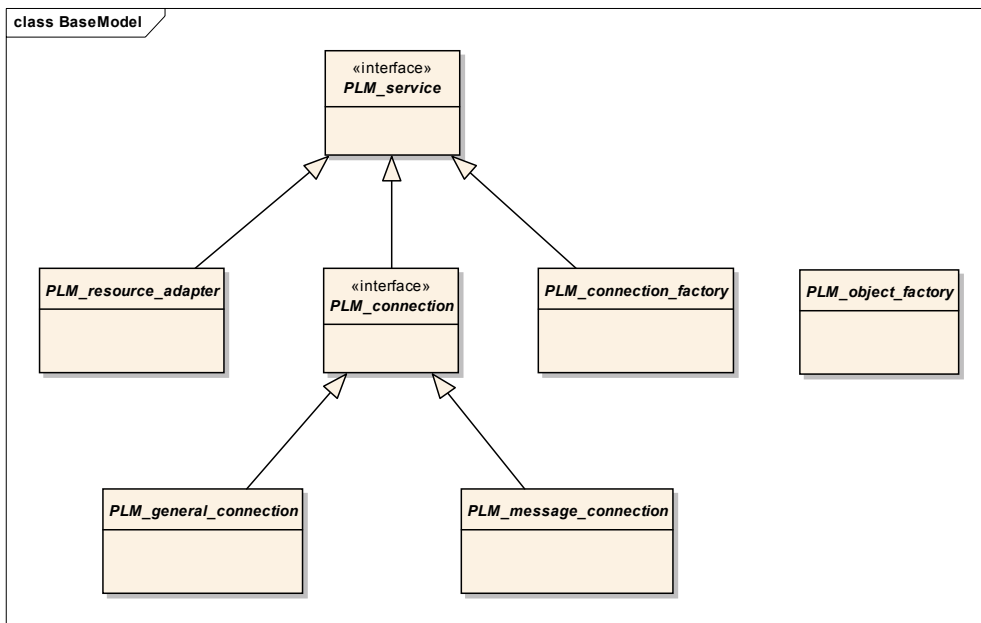 class BaseModel
«interface»
PLM_service
PLM_resource_adapter
«interface»
PLM_connection
PLM_connection_factory
PLM_object_factory
PLM_general_connection
PLM_message_connection